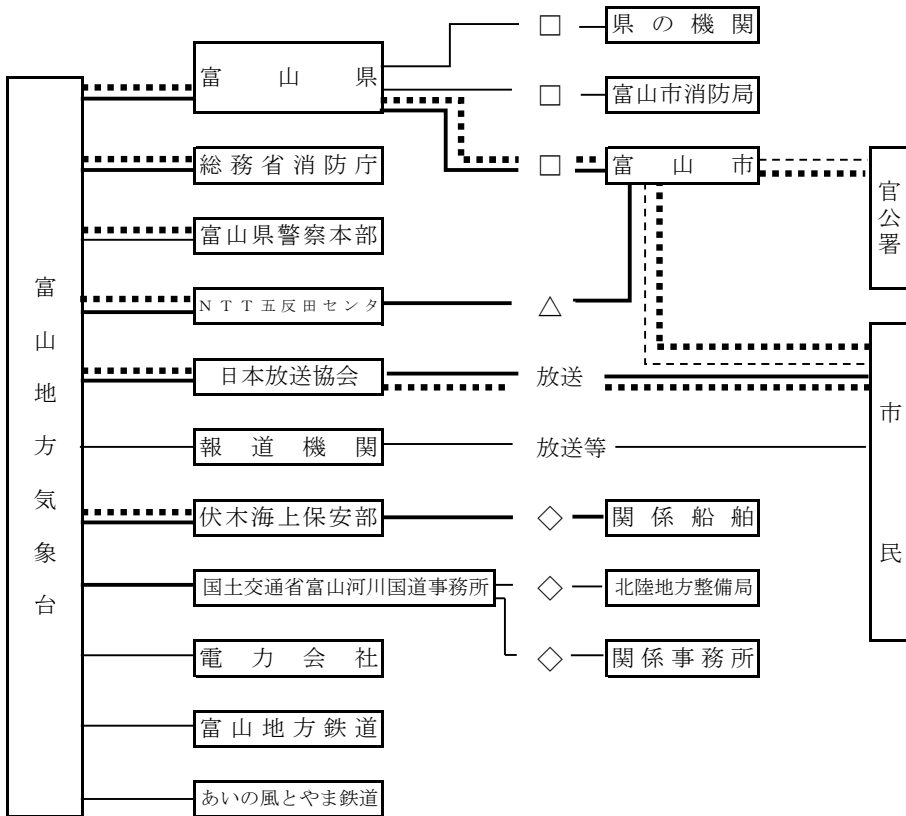 富山地方気象台
富山県
総務省消防庁
富山県警察本部
NTT五反田センタ
日本放送協会
報道機関
伏木海上保安部
国土交通省富山河川国道事務所
電力会社
富山地方鉄道
あいの風とやま鉄道
□
□
□
△
放送
放送等
◇
◇
◇
県の機関
富山市消防局
富山市
関係船舶
北陸地方整備局
関係事務所
官公署
市民